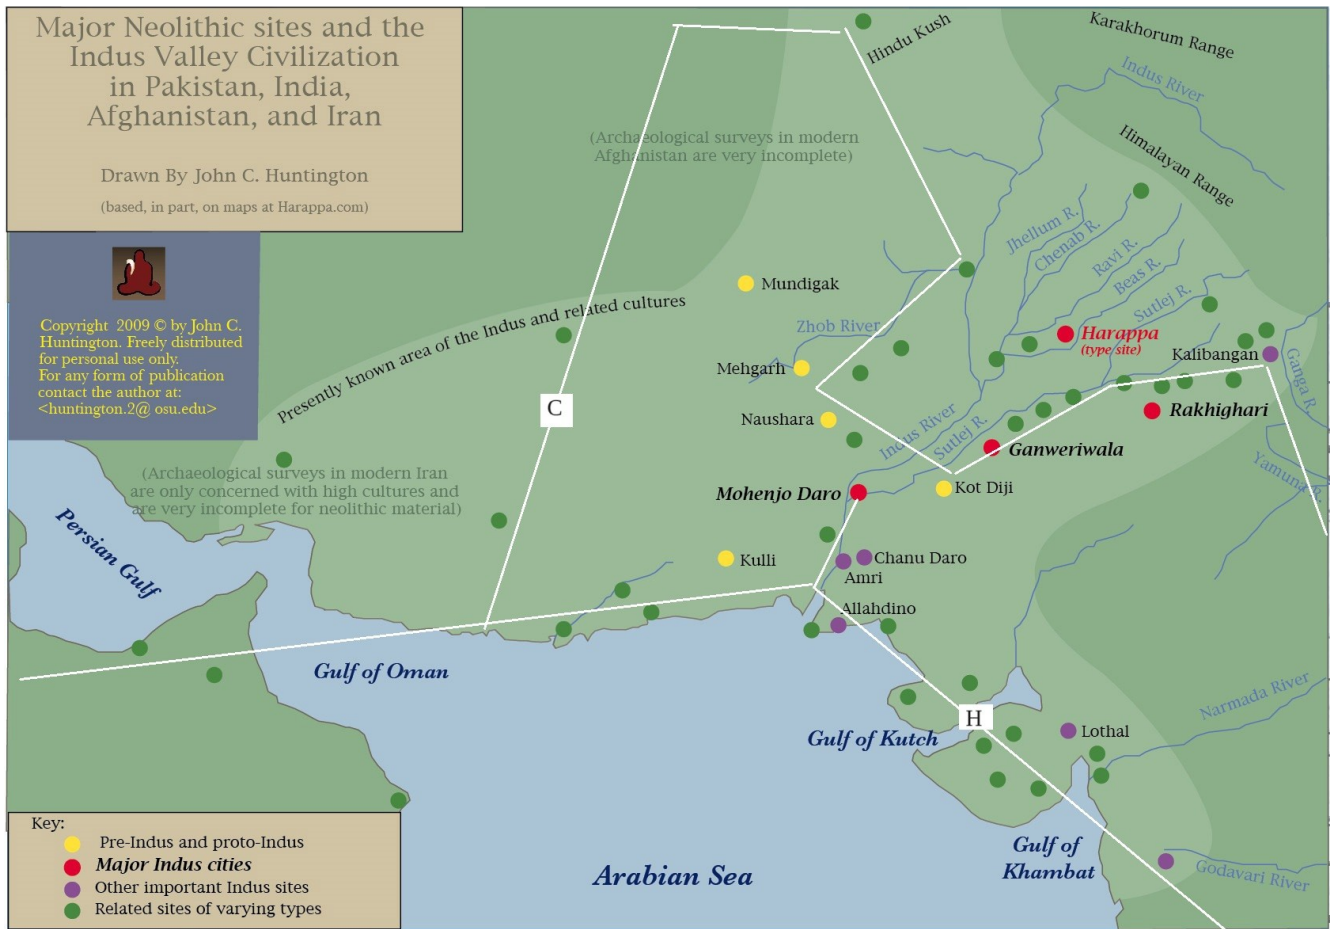 Major Neolithic sites and the
Indus Valley Civilization
in Pakistan, India,
Afghanistan, and Iran
Drawn By John C. Huntington
(based, in part, on maps at Harappa.com)
Copyright 2009 © by John C.
Huntington. Freely distributed
for personal use only.
For any form of publication
contact the author at:
<huntington.2@ osu.edu>
Hindu Kush
Karakhorum Range
Indus River
Himalayan Range
(Archaeological surveys in modern
Afghanistan are very incomplete)
Jhellum R.
Chenab R.
Ravi R.
Beas R.
Sutlej R.
Mundigak
Presently known area of the Indus and related cultures
Zhob River
Harappa
(type site)
Kalibangan
Ganga R.
Mehgarh
C
Naushara
Rakhighari
Indus River
Sutlej R.
Ganweriwala
Yamuna R.
(Archaeological surveys in modern Iran
are only concerned with high cultures and
are very incomplete for neolithic material)
Mohenjo Daro
Kot Diji
Persian Gulf
Kulli
Chanu Daro
Amri
Allahdino
Gulf of Oman
Narmada River
H
Gulf of Kutch
Lothal
Gulf of
Khambat
Godavari River
Arabian Sea
Key:
Pre-Indus and proto-Indus
Major Indus cities
Other important Indus sites
Related sites of varying types